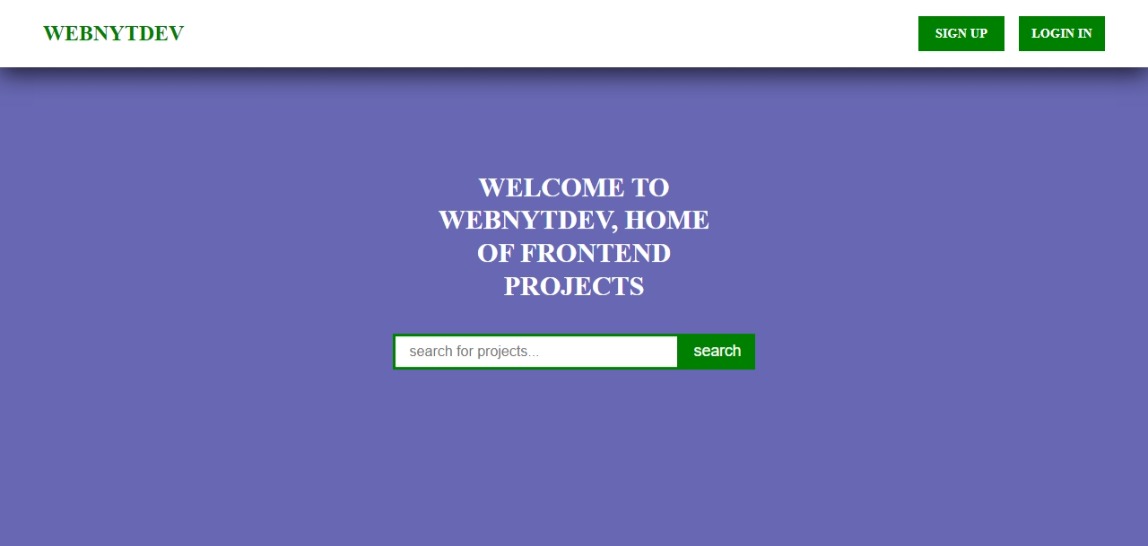 WEBNYTDEV
SIGN UP
LOGIN IN
WELCOME TO
WEBNYTDEV, HOME
OF FRONTEND
PROJECTS
search for projects...
search